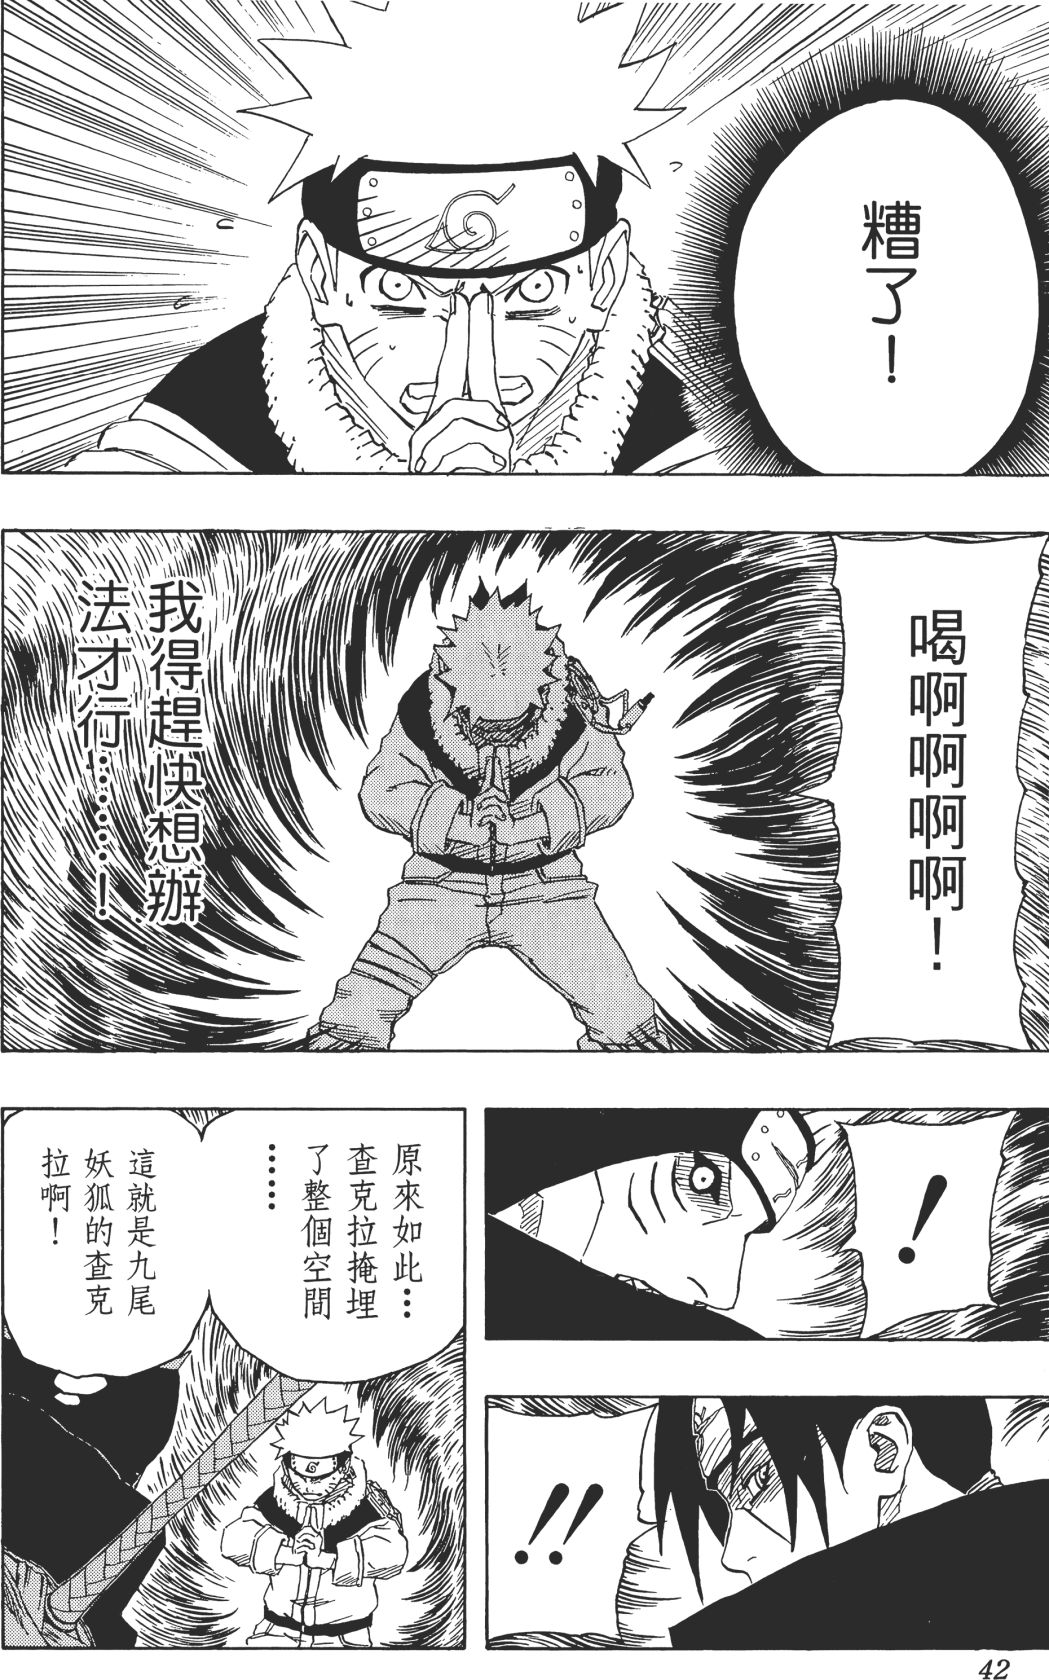 糟了！
喝啊啊啊啊！
我得趕快想辦
法才行………！
！
！！
原來如此…
查克拉掩埋
了整個空間
……
這就是九尾
妖狐的查克
拉啊！
42